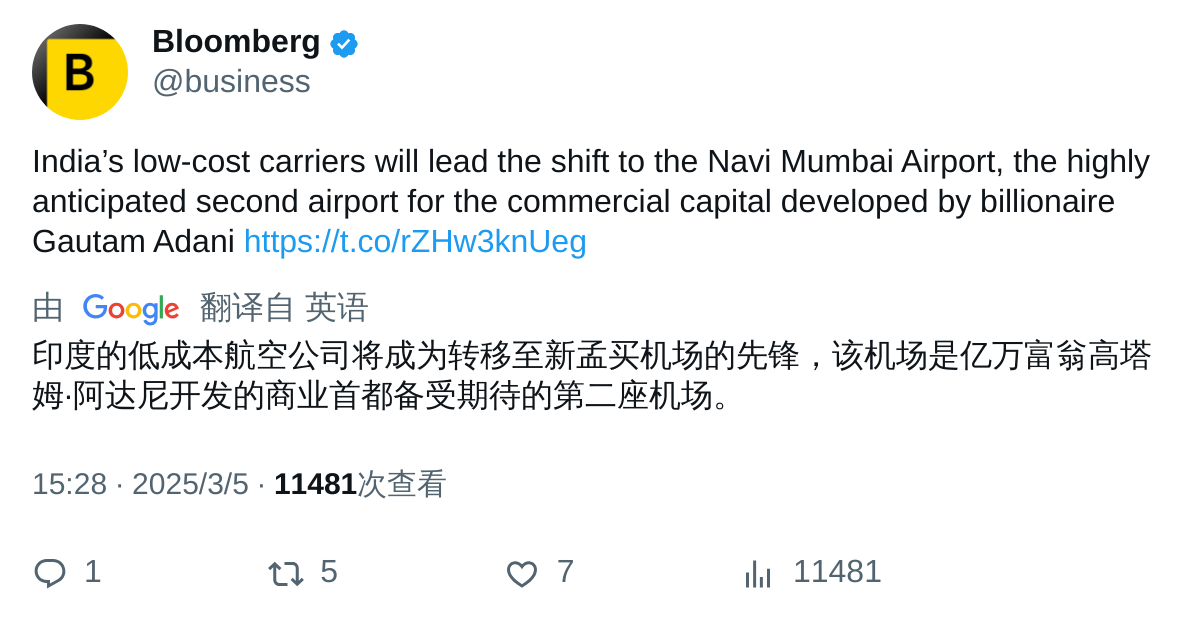 Bloomberg
@business
India’s low-cost carriers will lead the shift to the Navi Mumbai Airport, the highly
anticipated second airport for the commercial capital developed by billionaire
Gautam Adani https://t.co/rZHw3knUeg
由 Google 翻译自 英语
印度的低成本航空公司将成为转移至新孟买机场的先锋，该机场是亿万富翁高塔
姆·阿达尼开发的商业首都备受期待的第二座机场。
15:28 · 2025/3/5 · 11481次查看
1 5 7 11481